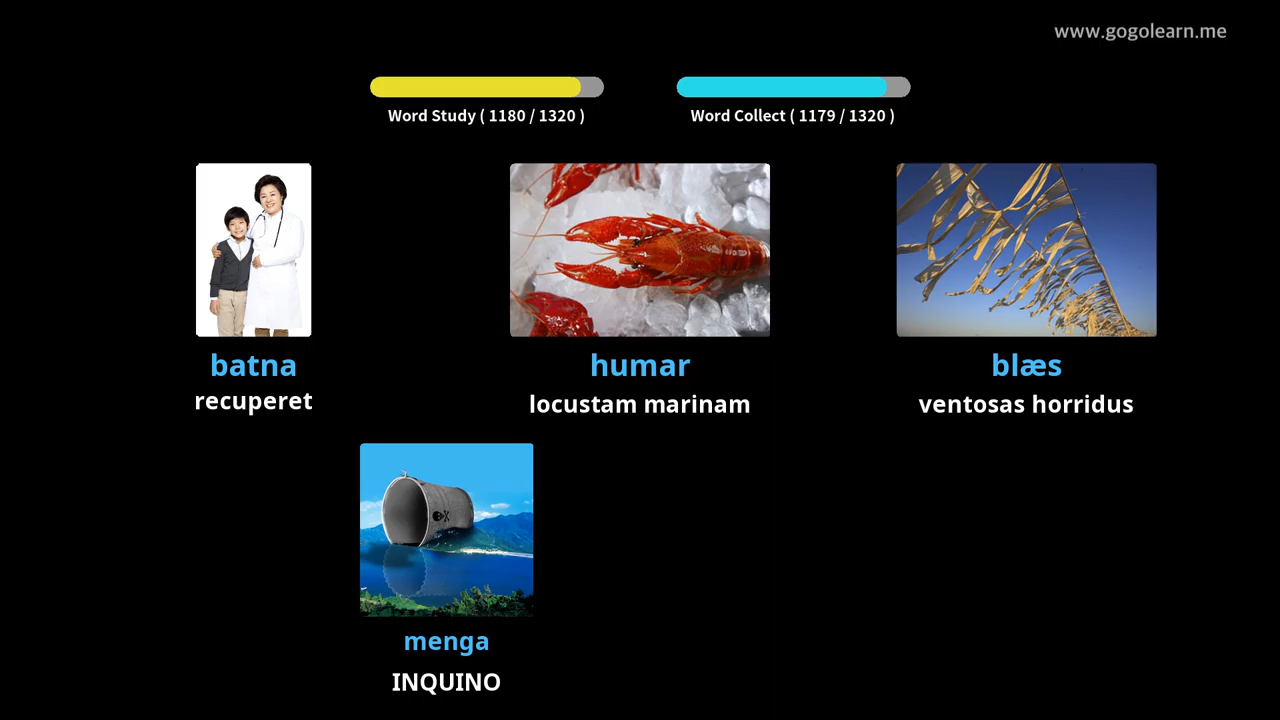 www.gogolearn.me
Word Study ( 1180 / 1320 )
Word Collect ( 1179 / 1320 )
batna
recuperet
humar
locustam marinam
blæs
ventosas horridus
menga
INQUINO